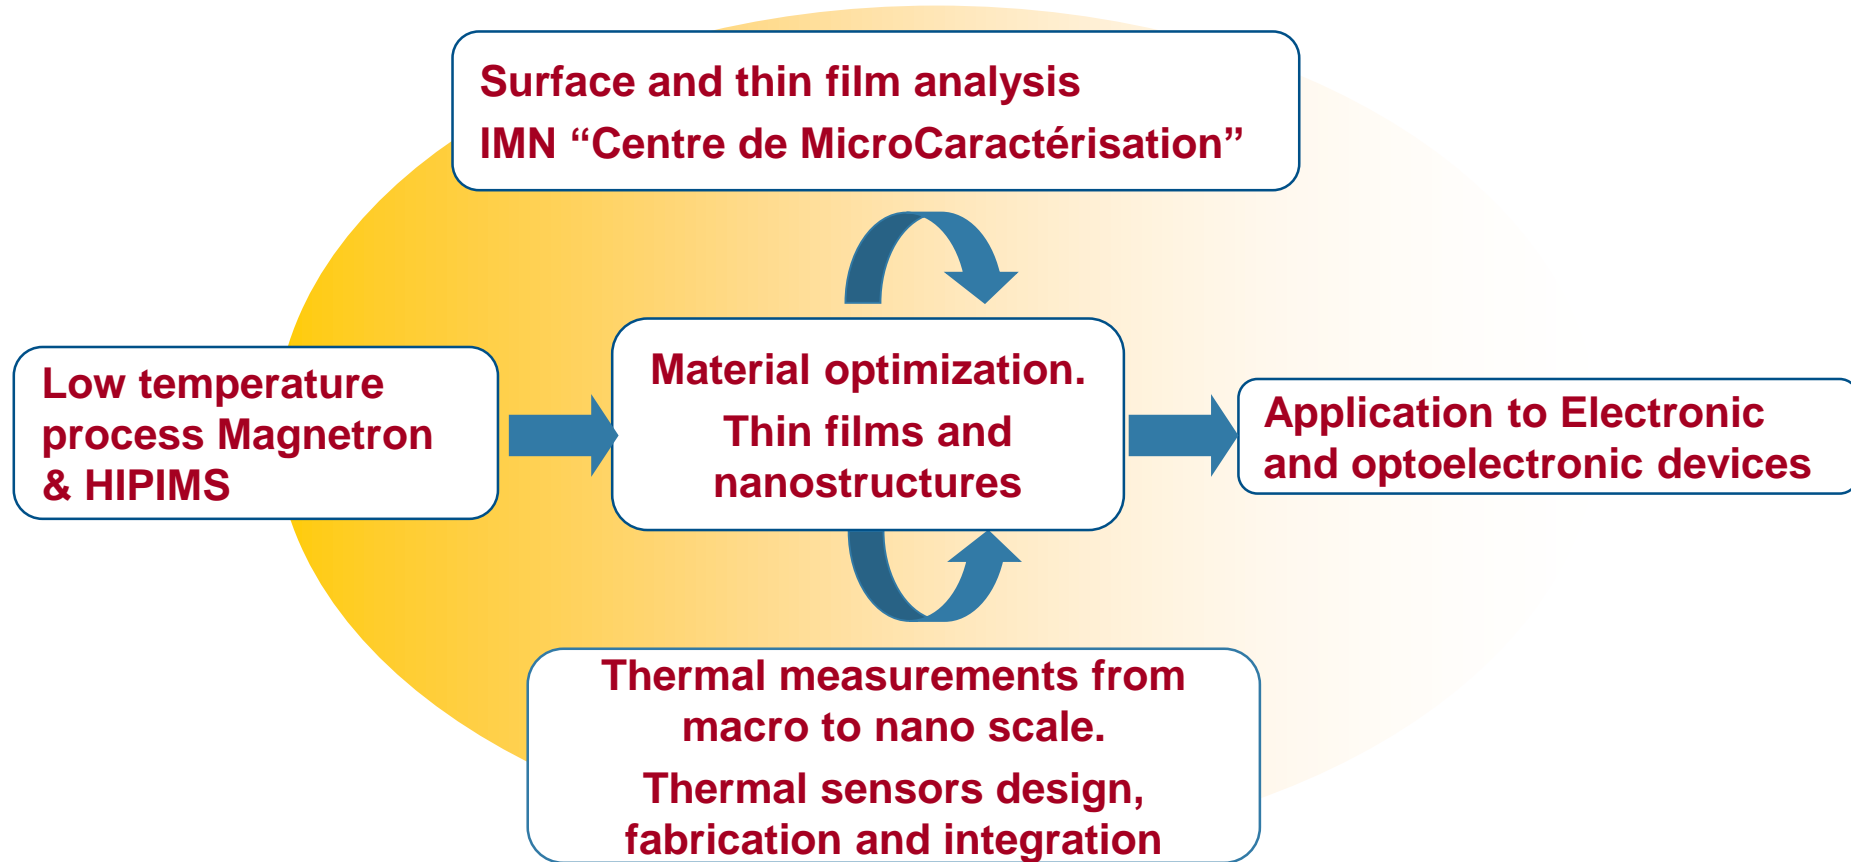 Surface and thin film analysis
IMN “Centre de MicroCaractérisation”
Low temperature
process Magnetron
& HIPIMS
Material optimization.
Thin films and
nanostructures
Application to Electronic
and optoelectronic devices
Thermal measurements from
macro to nano scale.
Thermal sensors design,
fabrication and integration